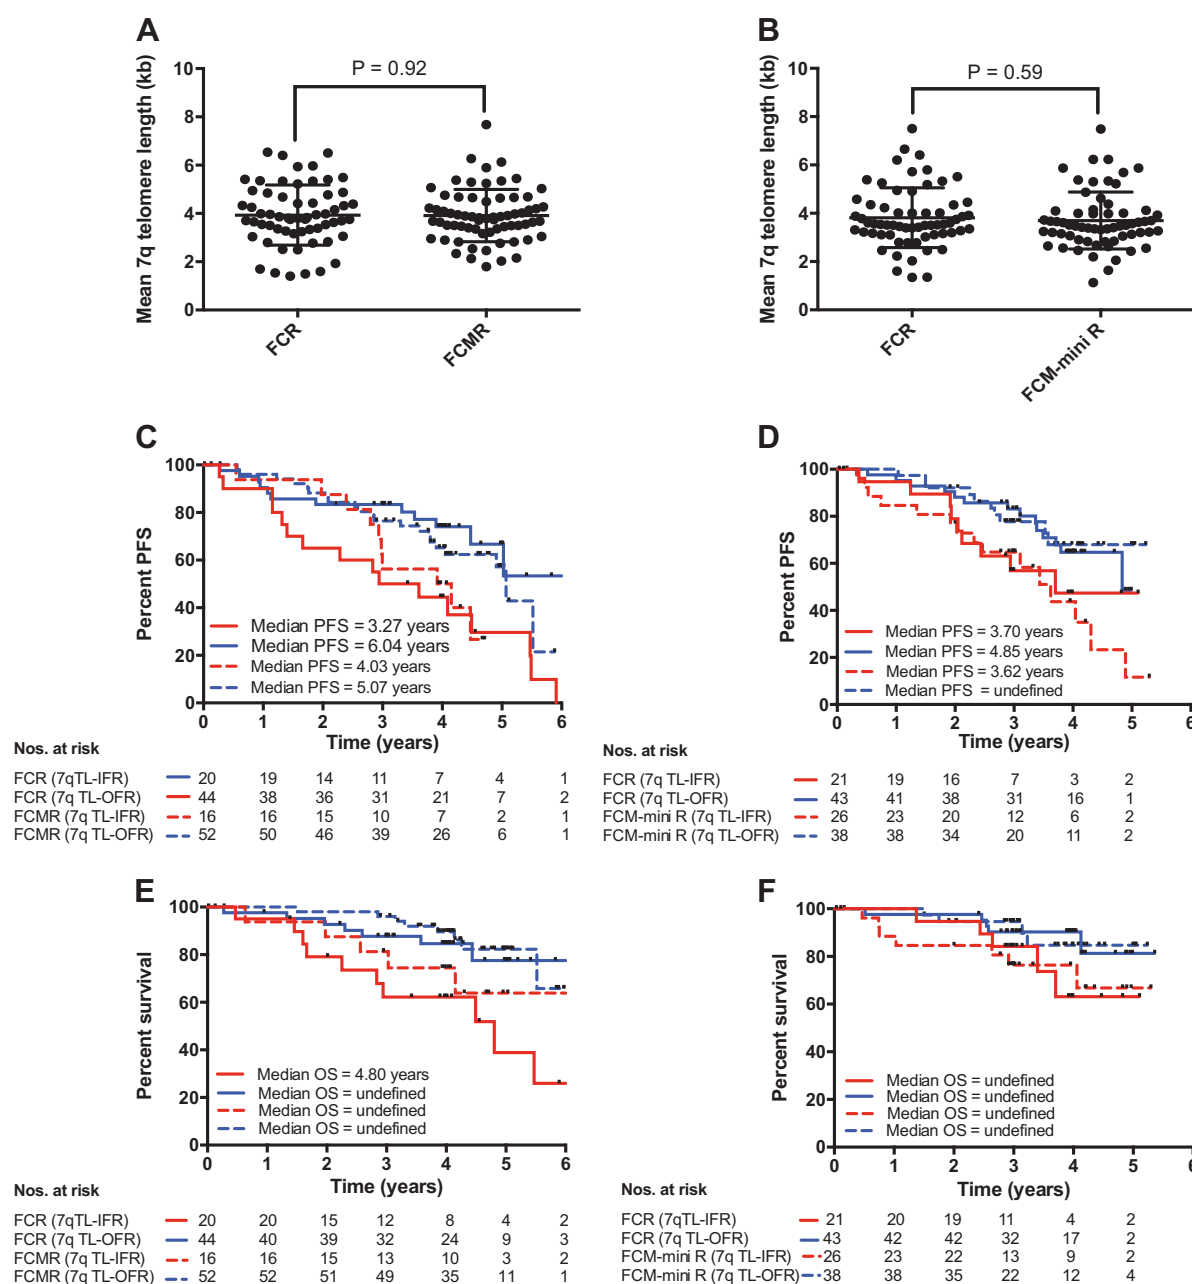 A
Mean 7q telomere length (kb)
10
8
6
4
2
0
P = 0.92
FCR
FCMR
B
Mean 7q telomere length (kb)
10
8
6
4
2
0
P = 0.59
FCR
FCM-mini R
C
Percent PFS
100
80
60
40
20
0
Median PFS = 3.27 years
Median PFS = 6.04 years
Median PFS = 4.03 years
Median PFS = 5.07 years
0 1 2 3 4 5 6
Time (years)
Nos. at risk
FCR (7qTL-IFR) 20 19 14 11 7 4 1
FCR (7q TL-OFR) 44 38 36 31 21 7 2
FCMR (7q TL-IFR) 16 16 15 10 7 2 1
FCMR (7q TL-OFR) 52 50 46 39 26 6 1
D
Percent PFS
100
80
60
40
20
0
Median PFS = 3.70 years
Median PFS = 4.85 years
Median PFS = 3.62 years
Median PFS = undefined
0 1 2 3 4 5 6
Time (years)
Nos. at risk
FCR (7q TL-IFR) 21 19 16 7 3 2
FCR (7q TL-OFR) 43 41 38 31 16 1
FCM-mini R (7q TL-IFR) 26 23 20 12 6 2
FCM-mini R (7q TL-OFR) 38 38 34 20 11 2
E
Percent survival
100
80
60
40
20
0
Median OS = 4.80 years
Median OS = undefined
Median OS = undefined
Median OS = undefined
0 1 2 3 4 5 6
Time (years)
Nos. at risk
FCR (7qTL-IFR) 20 20 15 12 8 4 2
FCR (7q TL-OFR) 44 40 39 32 24 9 3
FCMR (7q TL-IFR) 16 16 15 13 10 3 2
FCMR (7q TL-OFR) 52 52 51 49 35 11 1
F
Percent survival
100
80
60
40
20
0
Median OS = undefined
Median OS = undefined
Median OS = undefined
Median OS = undefined
0 1 2 3 4 5 6
Time (years)
Nos. at risk
FCR (7qTL-IFR) 21 20 19 11 4 2
FCR (7q TL-OFR) 43 42 42 32 17 2
FCM-mini R (7q TL-IFR) 26 23 22 13 9 2
FCM-mini R (7q TL-OFR) 38 38 35 22 12 4